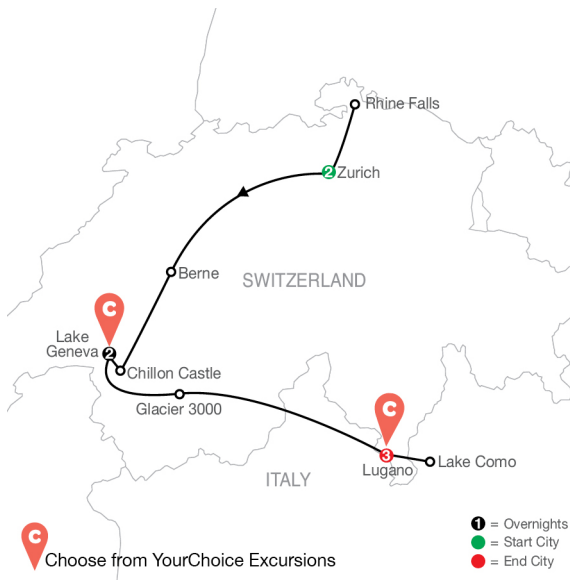 Rhine Falls
2 Zurich
Berne
SWITZERLAND
C
Lake
Geneva 2
Chillon Castle
Glacier 3000
C
3
Lugano
Lake Como
ITALY
1 = Overnights
= Start City
= End City
C
Choose from YourChoice Excursions